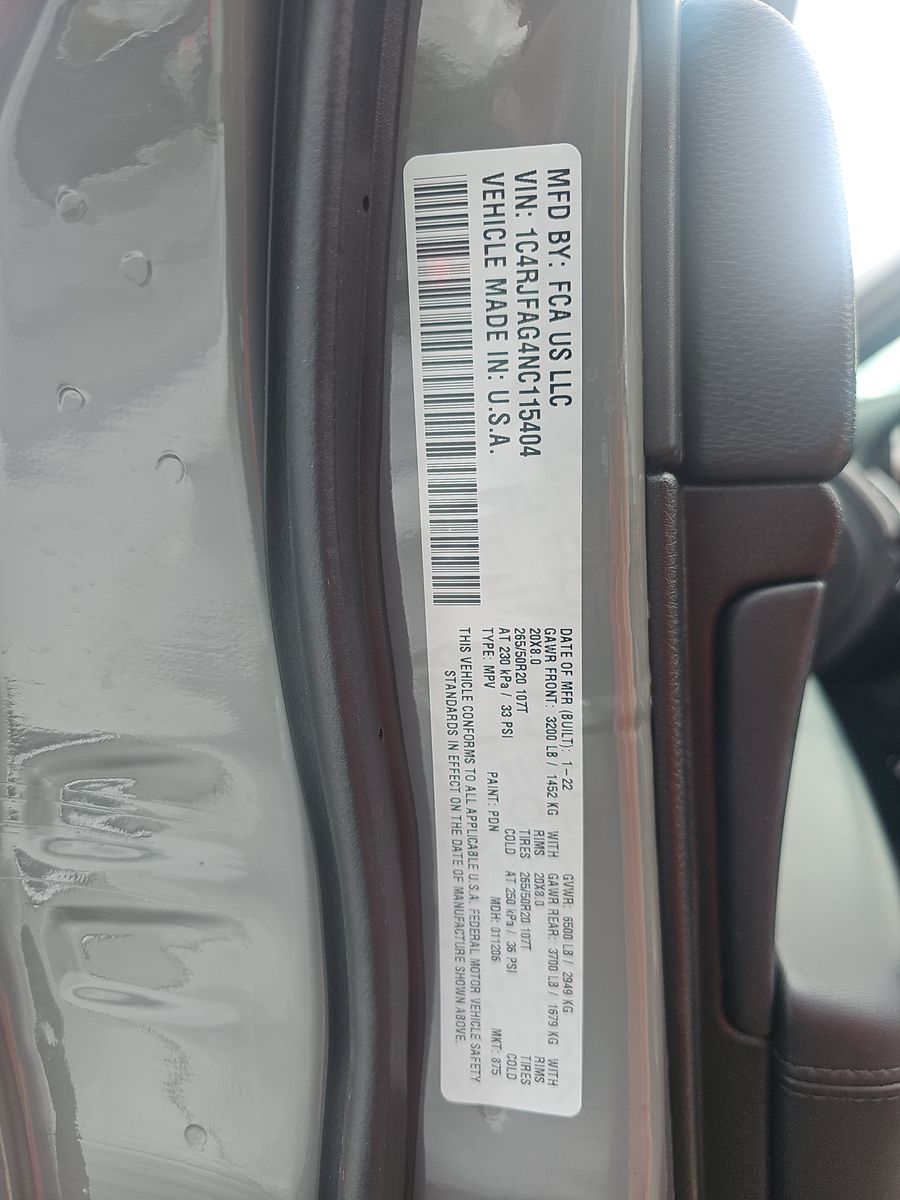 MFD BY: FCA US LLC
VIN: 1C4RJFAG4NC115404
VEHICLE MADE IN: U.S.A.
DATE OF MFR (BUILT): 1-22 GVWR: 6500 LB / 2949 KG
GAWR FRONT: 3200 LB / 1452 KG WITH GAWR REAR: 3700 LB / 1679 KG WITH
20X8.0 RIMS 20X8.0 RIMS
265/50R20 107T TIRES 265/50R20 107T TIRES
AT 230 kPa / 33 PSI COLD AT 250 kPa / 36 PSI COLD
TYPE: MPV PAINT: PDN MDH: 011206 MKT: 875
THIS VEHICLE CONFORMS TO ALL APPLICABLE U.S.A. FEDERAL MOTOR VEHICLE SAFETY
STANDARDS IN EFFECT ON THE DATE OF MANUFACTURE SHOWN ABOVE.